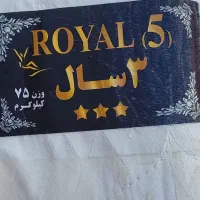 ROYAL (5)
۳ سال
وزن ۷۵
کیلوگرم